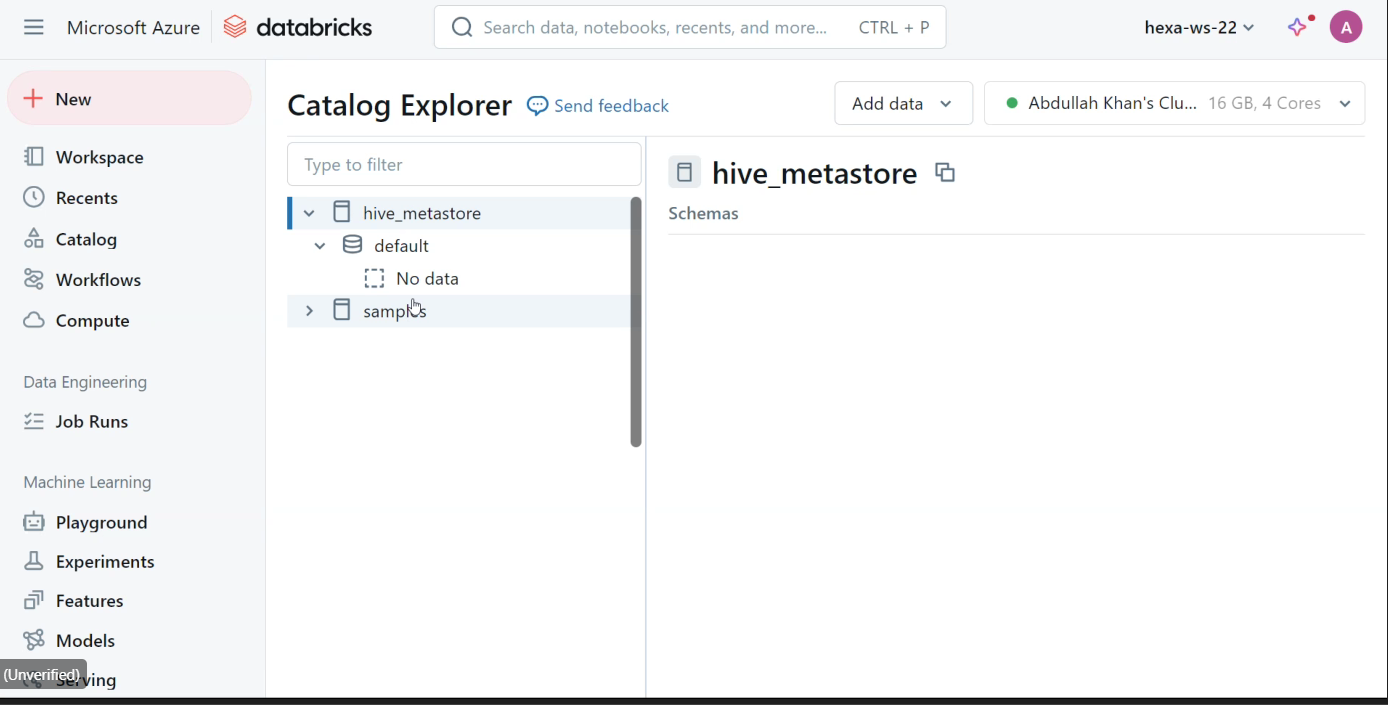 Microsoft Azure
databricks
Search data, notebooks, recents, and more...
CTRL + P
hexa-ws-22
A
New
Workspace
Recents
Catalog
Workflows
Compute
Data Engineering
Job Runs
Machine Learning
Playground
Experiments
Features
Models
(Unverified)
Catalog Explorer
Send feedback
Add data
Abdullah Khan's Clu... 16 GB, 4 Cores
Type to filter
hive_metastore
default
No data
samples
hive_metastore
Schemas